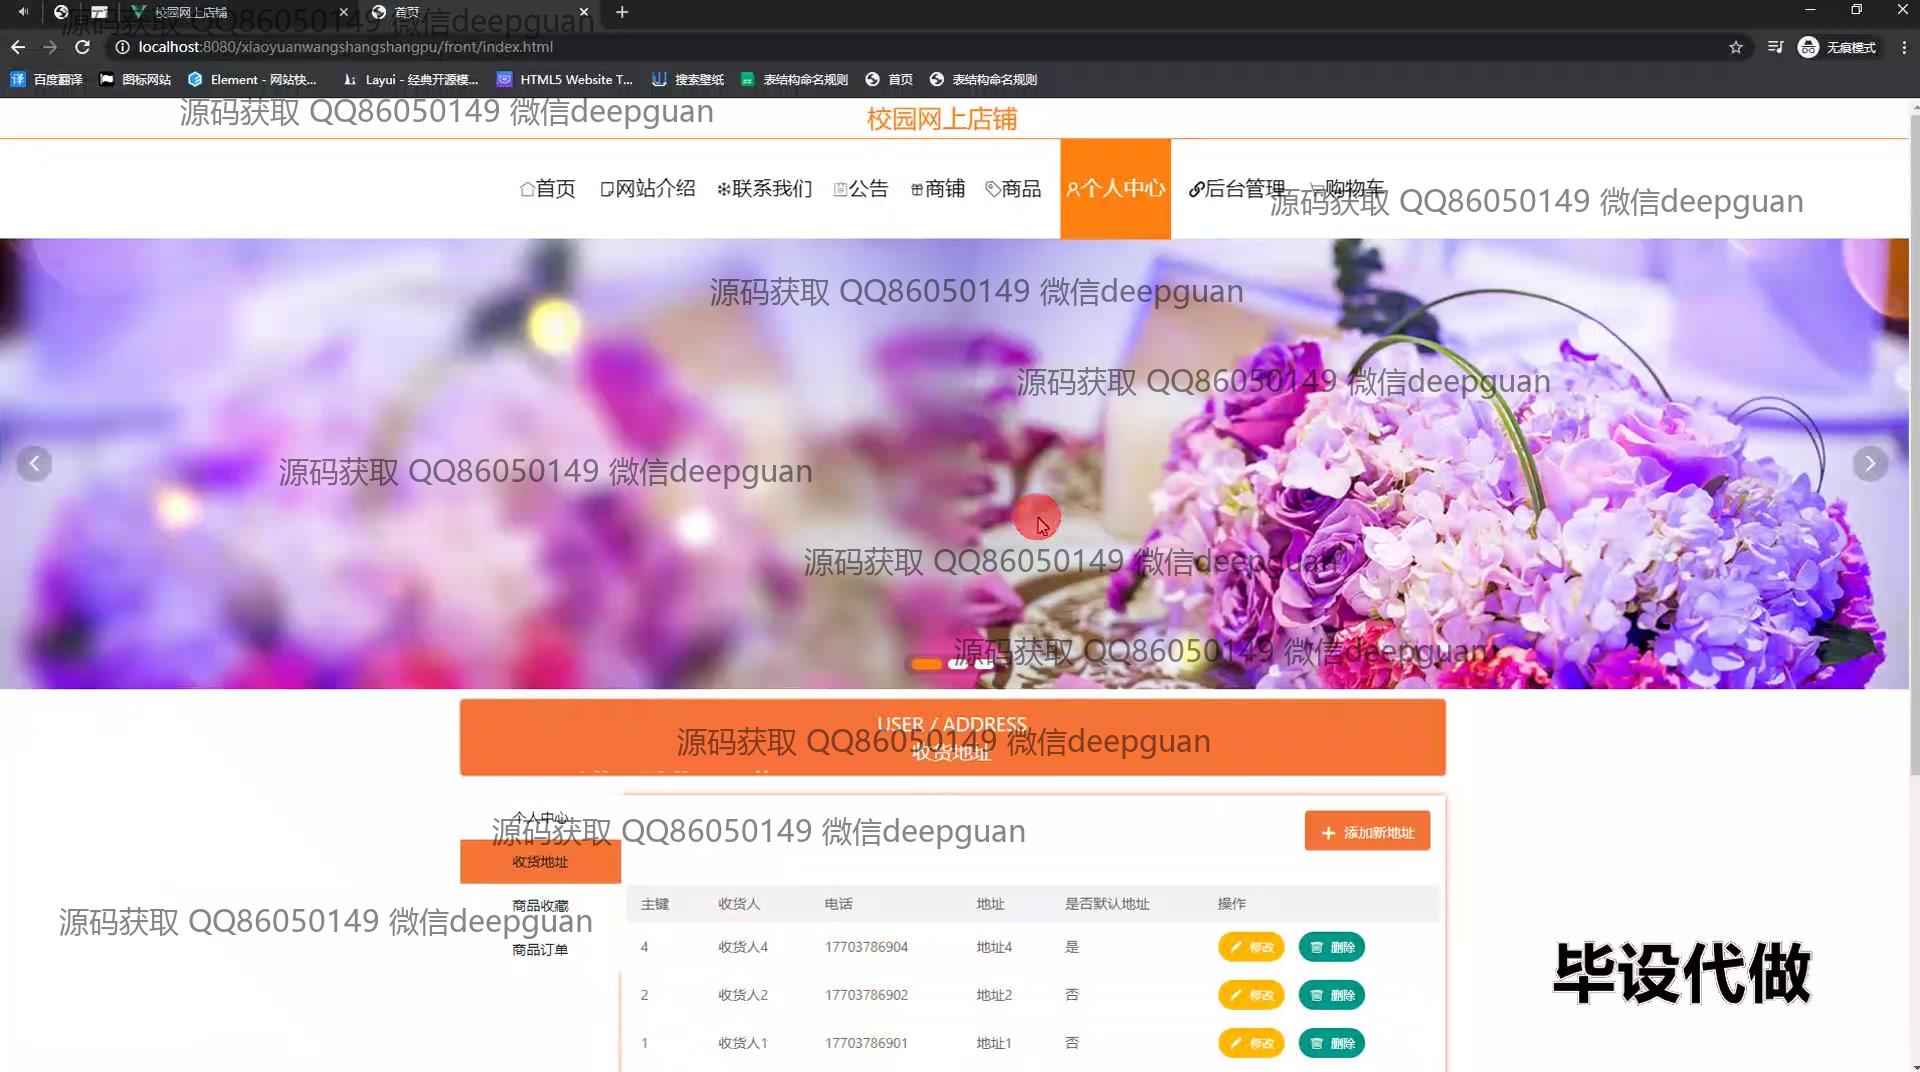 校园网上店铺
首页
localhost:8080/xiaoyuanwangshangshangpu/front/index.html
无痕模式
百度翻译
图标网站
Element - 网站快...
Layui - 经典开源模...
HTML5 Website T...
搜索壁纸
表结构命名规则
首页
表结构命名规则
源码获取 QQ86050149 微信deepguan
源码获取 QQ86050149 微信deepguan
校园网上店铺
首页
网站介绍
联系我们
公告
商铺
商品
个人中心
后台管理
购物车
源码获取 QQ86050149 微信deepguan
源码获取 QQ86050149 微信deepguan
源码获取 QQ86050149 微信deepguan
源码获取 QQ86050149 微信deepguan
源码获取 QQ86050149 微信deepguan
源码获取 QQ86050149 微信deepguan
USER / ADDRESS
源码获取 QQ86050149 微信deepguan
收货地址
个人中心
源码获取 QQ86050149 微信deepguan
添加新地址
收货地址
商品收藏
源码获取 QQ86050149 微信deepguan
商品订单
主键 收货人 电话 地址 是否默认地址 操作
4 收货人4 17703786904 地址4 是 修改 删除
2 收货人2 17703786902 地址2 否 修改 删除
1 收货人1 17703786901 地址1 否 修改 删除
毕设代做